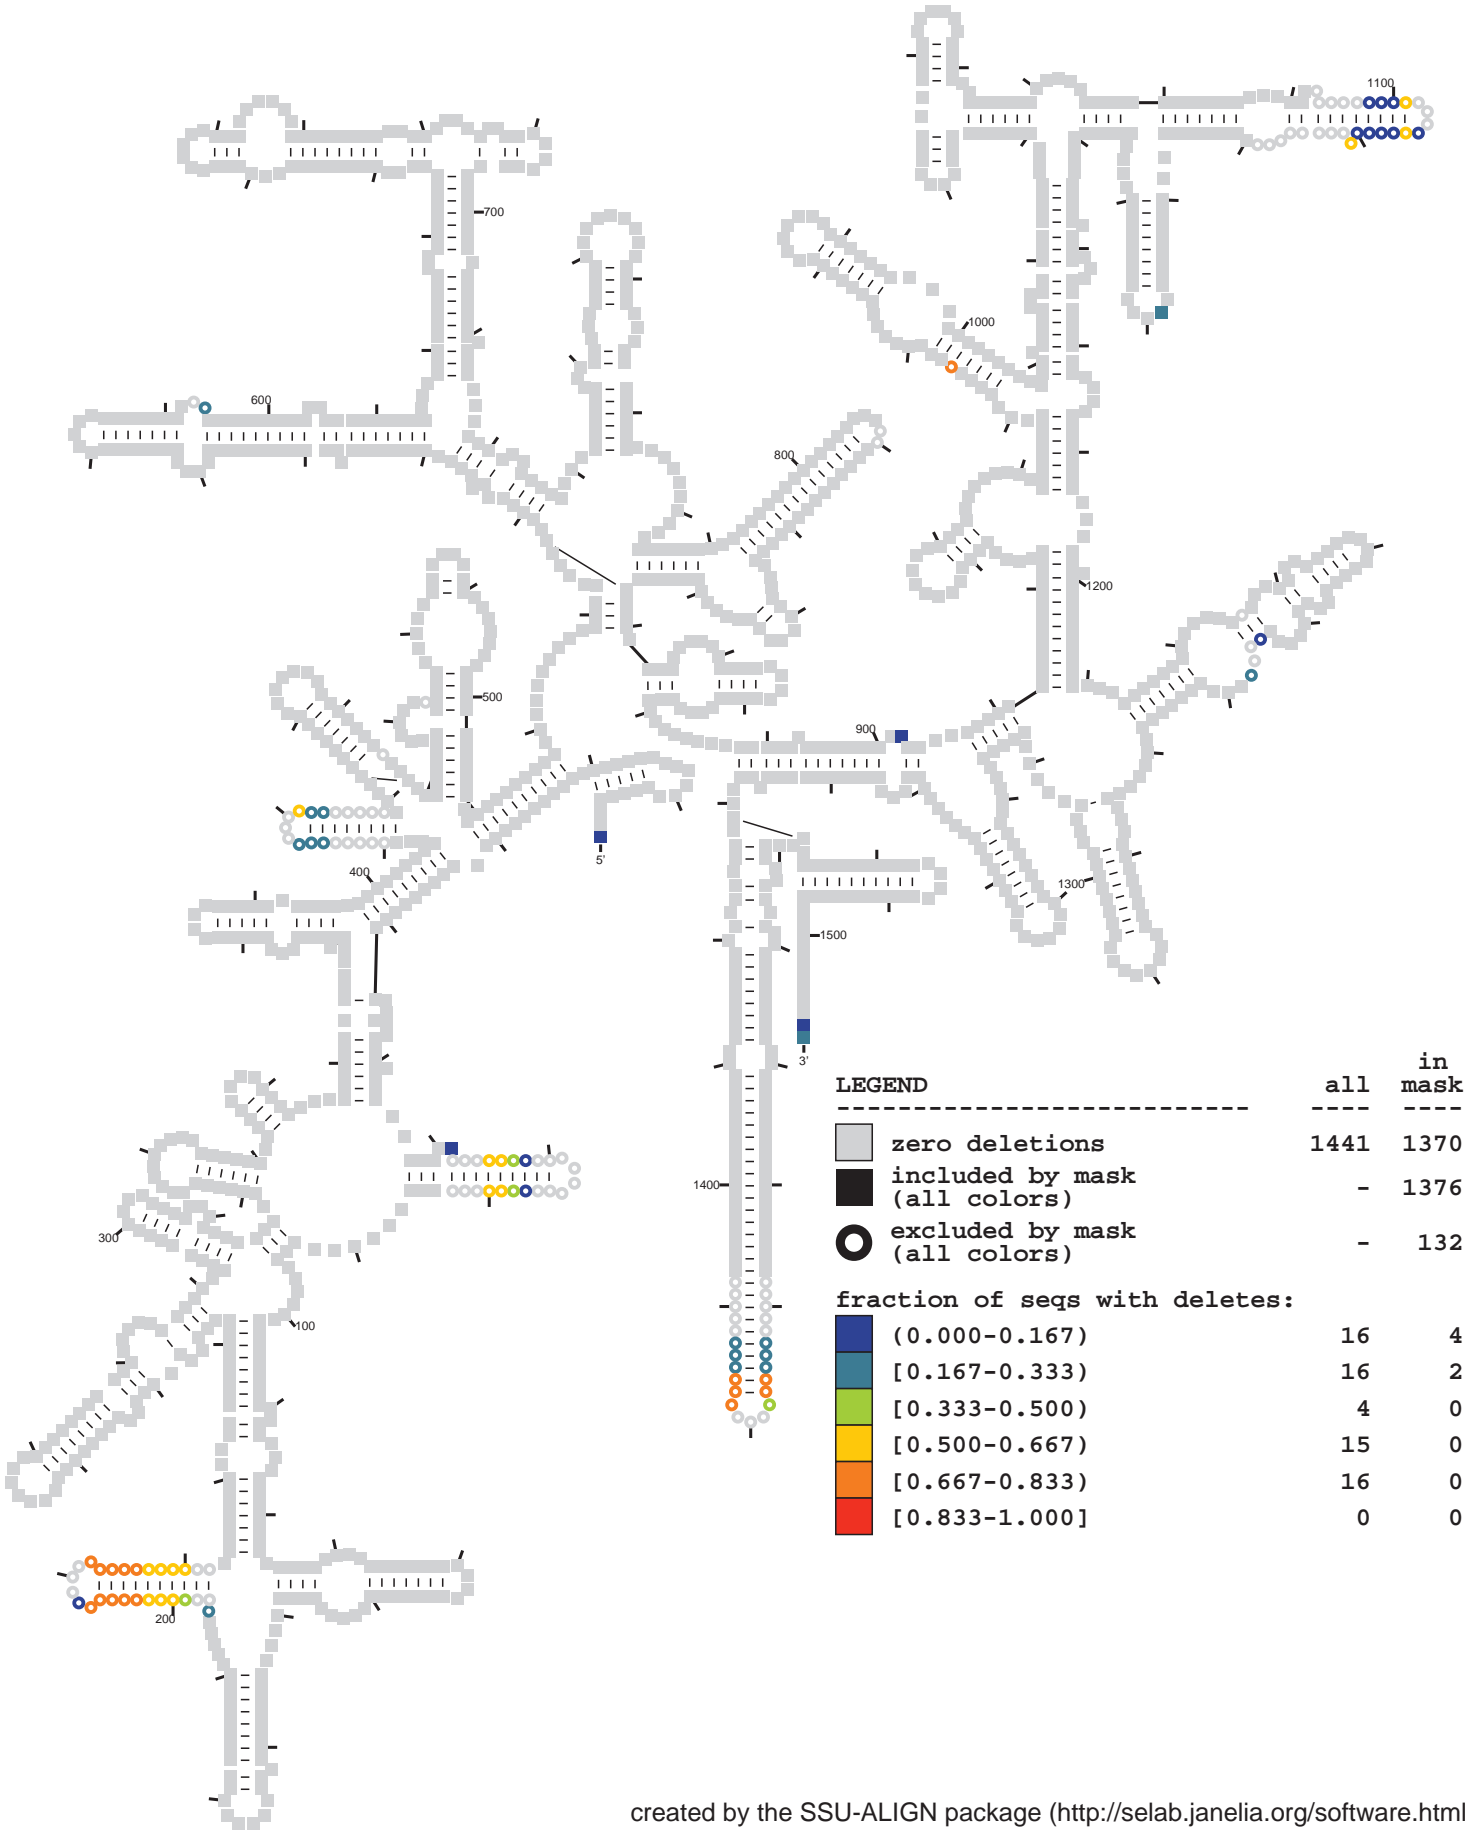 1100
700
1000
600
800
1200
500
900
5'
400
1300
1500
3'
1400
300
100
200
LEGEND all in mask
---------------------------- ---- ----
zero deletions 1441 1370
included by mask
(all colors) - 1376
excluded by mask
(all colors) - 132
fraction of seqs with deletes:
(0.000-0.167) 16 4
[0.167-0.333) 16 2
[0.333-0.500) 4 0
[0.500-0.667) 15 0
[0.667-0.833) 16 0
[0.833-1.000] 0 0
created by the SSU-ALIGN package (http://selab.janelia.org/software.html